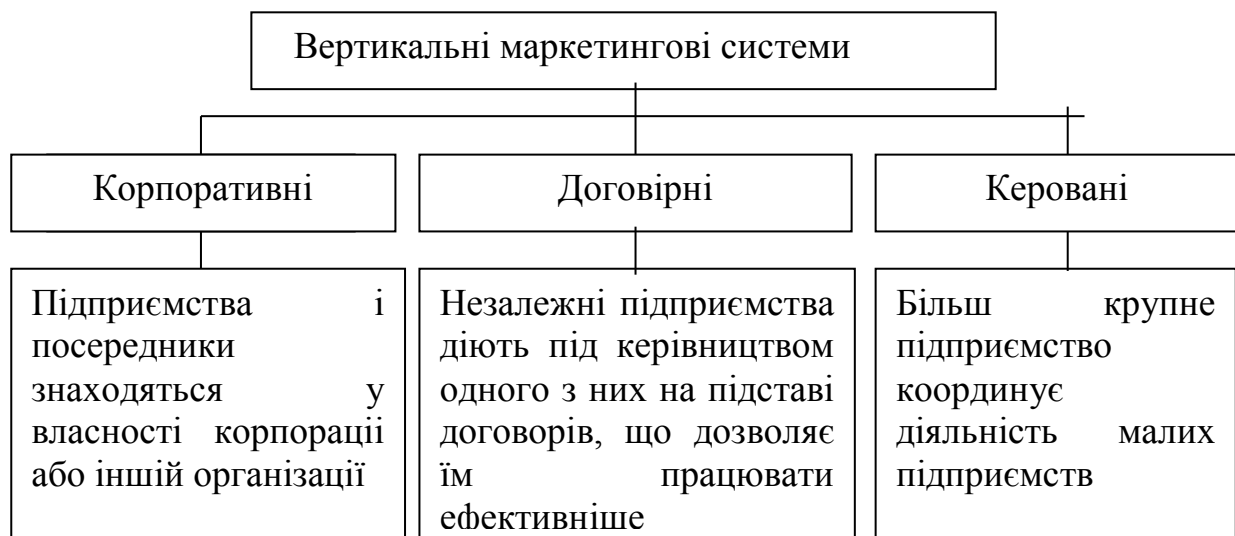 Вертикальні маркетингові системи
Корпоративні
Договірні
Керовані
Підприємства і
посередники
знаходяться у
власності корпораціі
або іншій організації
Незалежні підприємства
діють під керівництвом
одного з них на підставі
договорів, що дозволяє
їм працювати
ефективніше
Більш крупне
підприємство
координує
діяльність малих
підприємств